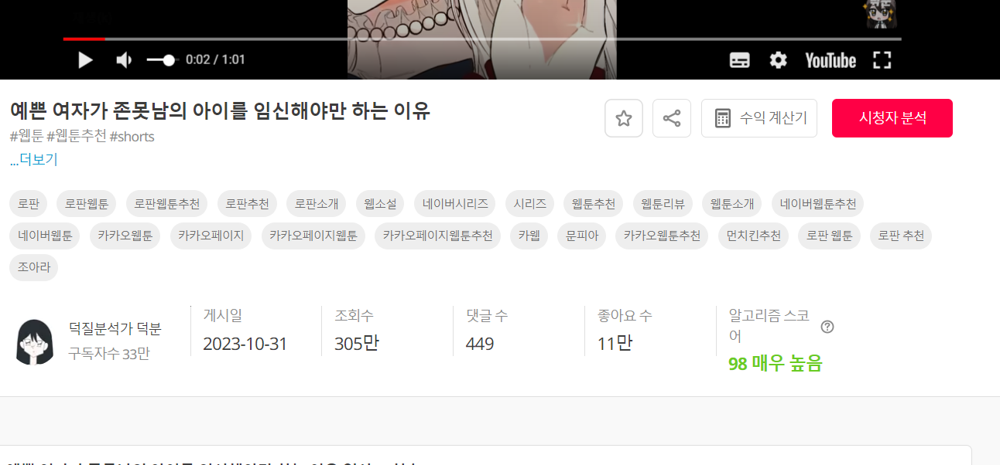 0:02 / 1:01
YouTube
예쁜 여자가 존못남의 아이를 임신해야만 하는 이유
수익 계산기
시청자 분석
#웹툰 #웹툰추천 #shorts
...더보기
로판 로판웹툰 로판웹툰추천 로판추천 로판소개 웹소설 네이버시리즈 시리즈 웹툰추천 웹툰리뷰 웹툰소개 네이버웹툰추천
네이버웹툰 카카오웹툰 카카오페이지 카카오페이지웹툰 카카오페이지웹툰추천 카웹 문피아 카카오웹툰추천 먼치킨추천 로판 웹툰 로판 추천
조아라
덕질분석가 덕분
구독자수 33만
게시일
2023-10-31
조회수
305만
댓글 수
449
좋아요 수
11만
알고리즘 스코
어
?
98 매우 높음